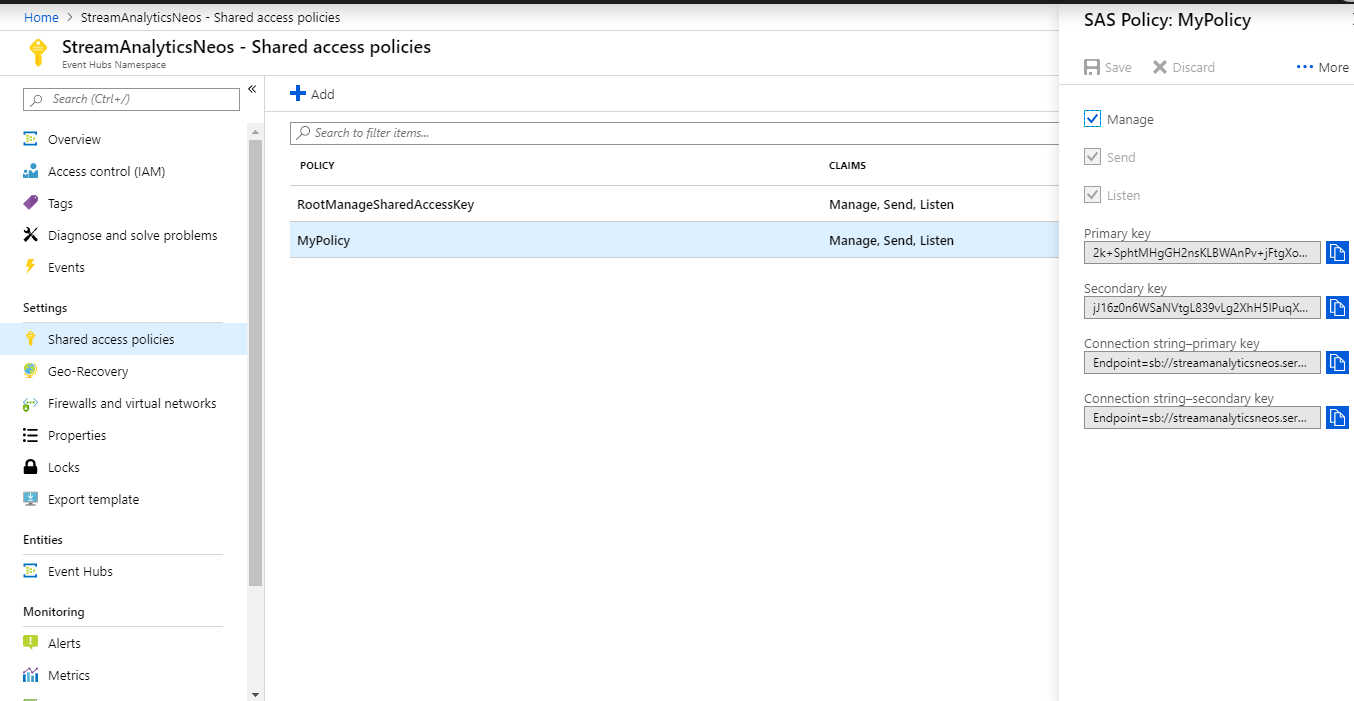 Home > StreamAnalyticsNeos - Shared access policies
StreamAnalyticsNeos - Shared access policies
Event Hubs Namespace
Search (Ctrl+/)
«
Overview
Access control (IAM)
Tags
Diagnose and solve problems
Events
Settings
Shared access policies
Geo-Recovery
Firewalls and virtual networks
Properties
Locks
Export template
Entities
Event Hubs
Monitoring
Alerts
Metrics
Add
Search to filter items...
POLICY CLAIMS
RootManageSharedAccessKey Manage, Send, Listen
MyPolicy Manage, Send, Listen
SAS Policy: MyPolicy
Save Discard ••• More
Manage
Send
Listen
Primary key
2k+SphtMHgGH2nsKLBWAnPv+jFtgXo...
Secondary key
jJ16z0n6WSaNVtgL839vLg2XhH5IPuqX...
Connection string–primary key
Endpoint=sb://streamanalyticsneos.ser...
Connection string–secondary key
Endpoint=sb://streamanalyticsneos.ser...